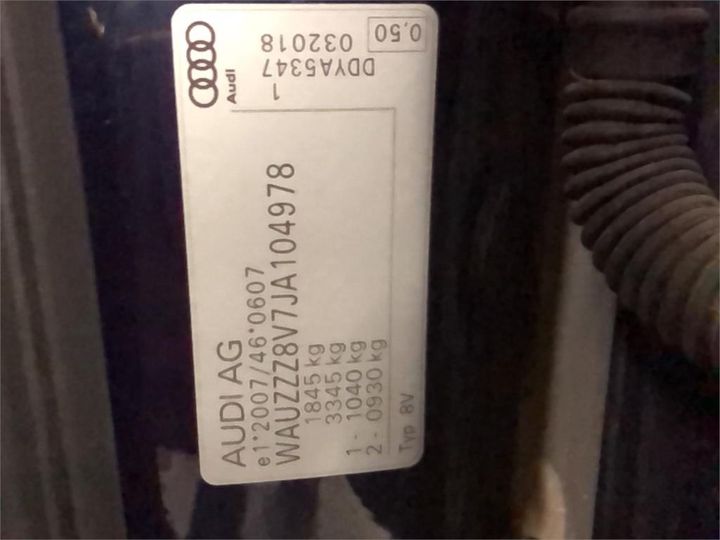 AUDI AG
e1*2007/46*0607
WAUZZZ8V7JA104978
1845 kg
3345 kg
1 - 1040 kg
2 - 0930 kg
Typ 8V
Audi
1
DDYA5347
032018
0,50